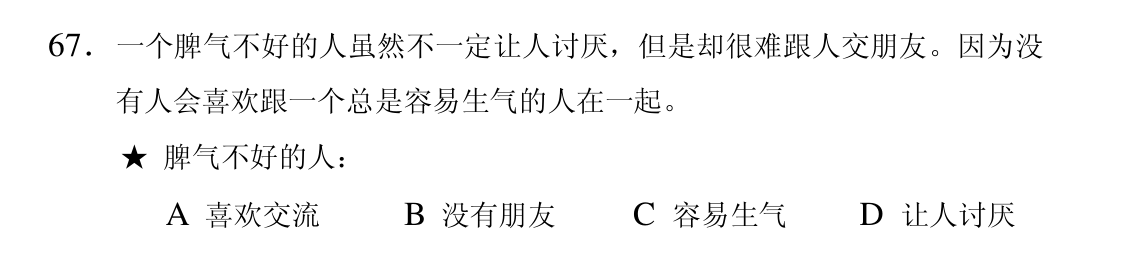 67．一个脾气不好的人虽然不一定让人讨厌，但是却很难跟人交朋友。因为没
有人会喜欢跟一个总是容易生气的人在一起。
★ 脾气不好的人：
A 喜欢交流 B 没有朋友 C 容易生气 D 让人讨厌